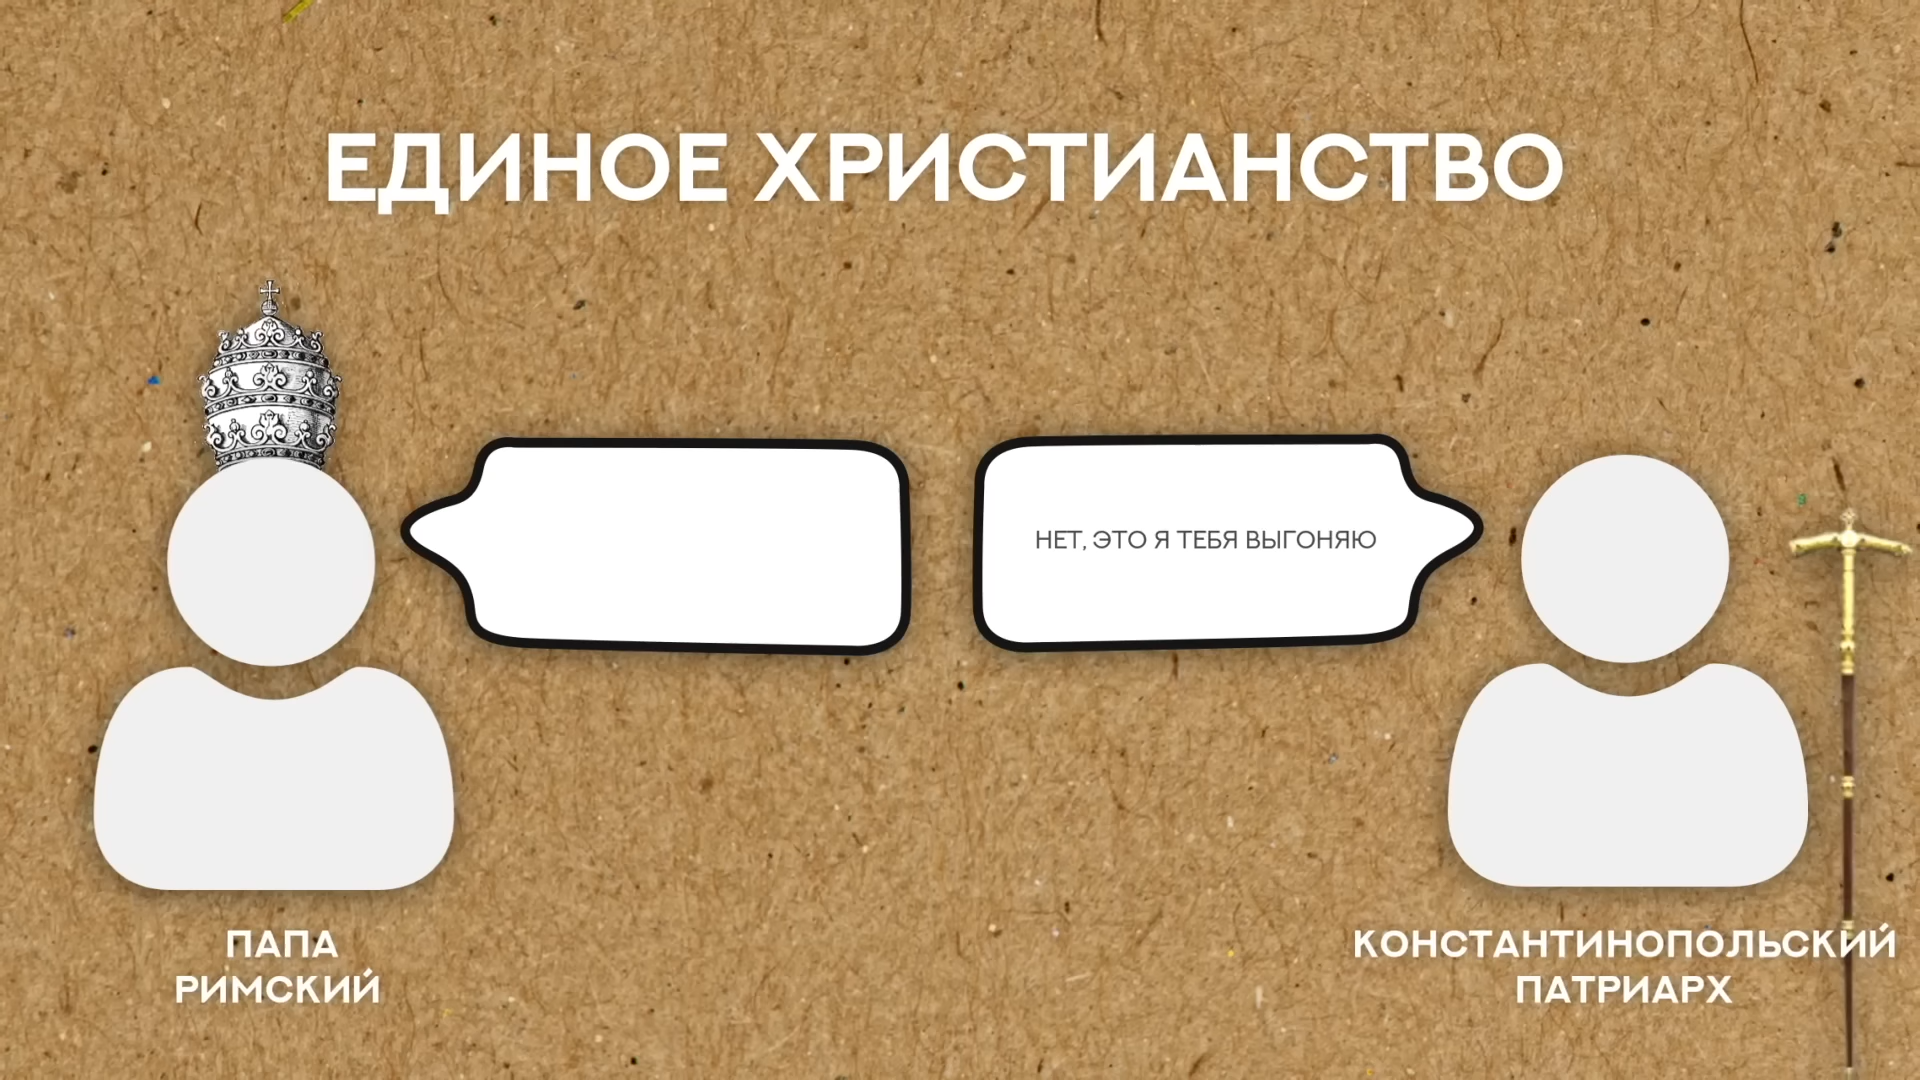 ЕДИНОЕ ХРИСТИАНСТВО
НЕТ, ЭТО Я ТЕБЯ ВЫГОНЯЮ
ПАПА
РИМСКИЙ
КОНСТАНТИНОПОЛЬСКИЙ
ПАТРИАРХ